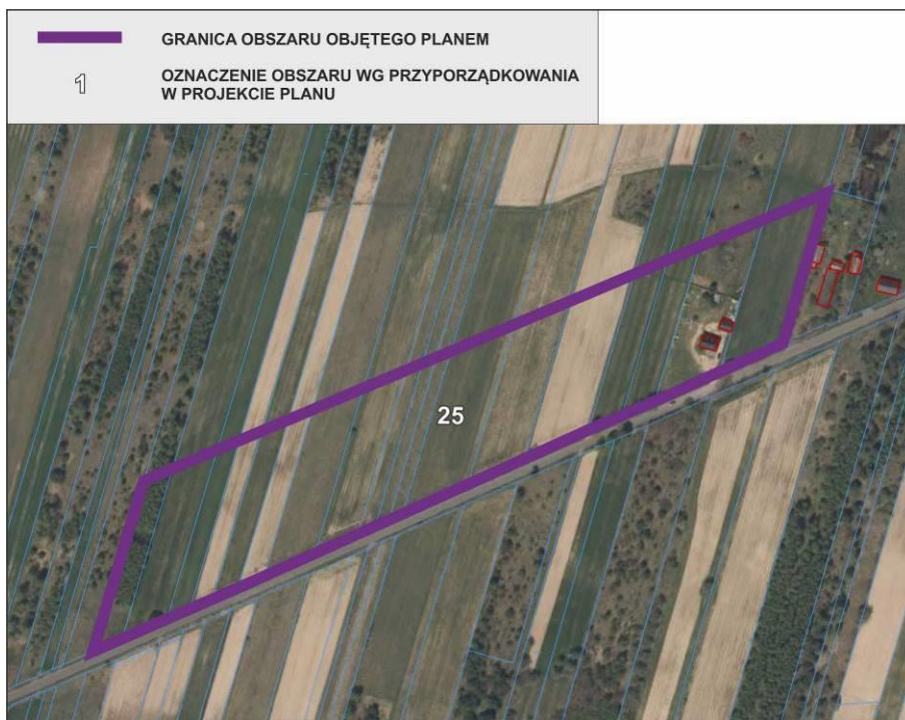 GRANICA OBSZARU OBJĘTEGO PLANEM
1
OZNACZENIE OBSZARU WG PRZYPORZĄDKOWANIA
W PROJEKCIE PLANU
25